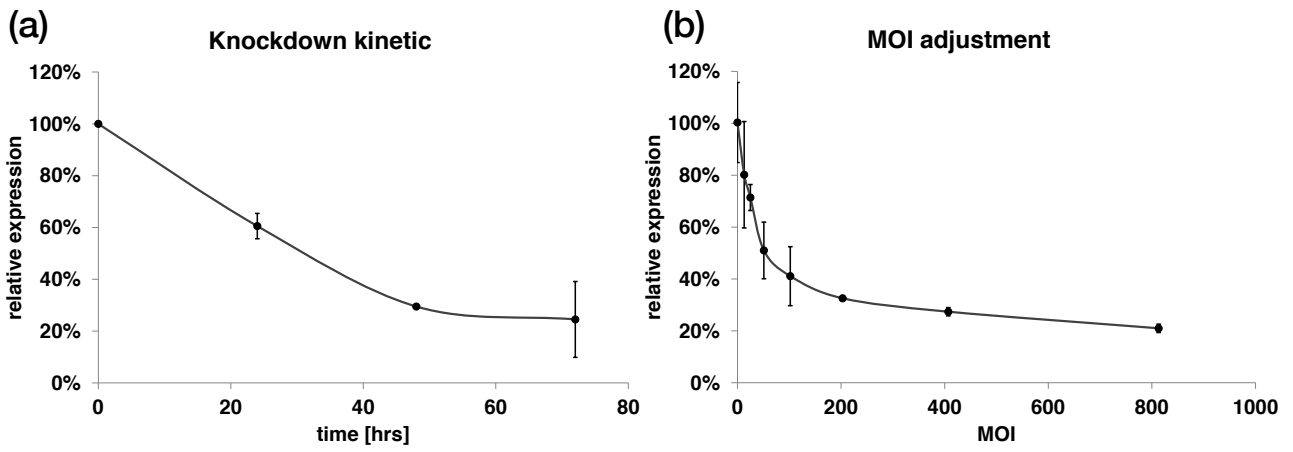 (a)
Knockdown kinetic
120%
100%
80%
60%
40%
20%
0%
relative expression
0 20 40 60 80
time [hrs]
(b)
MOI adjustment
120%
100%
80%
60%
40%
20%
0%
relative expression
0 200 400 600 800 1000
MOI